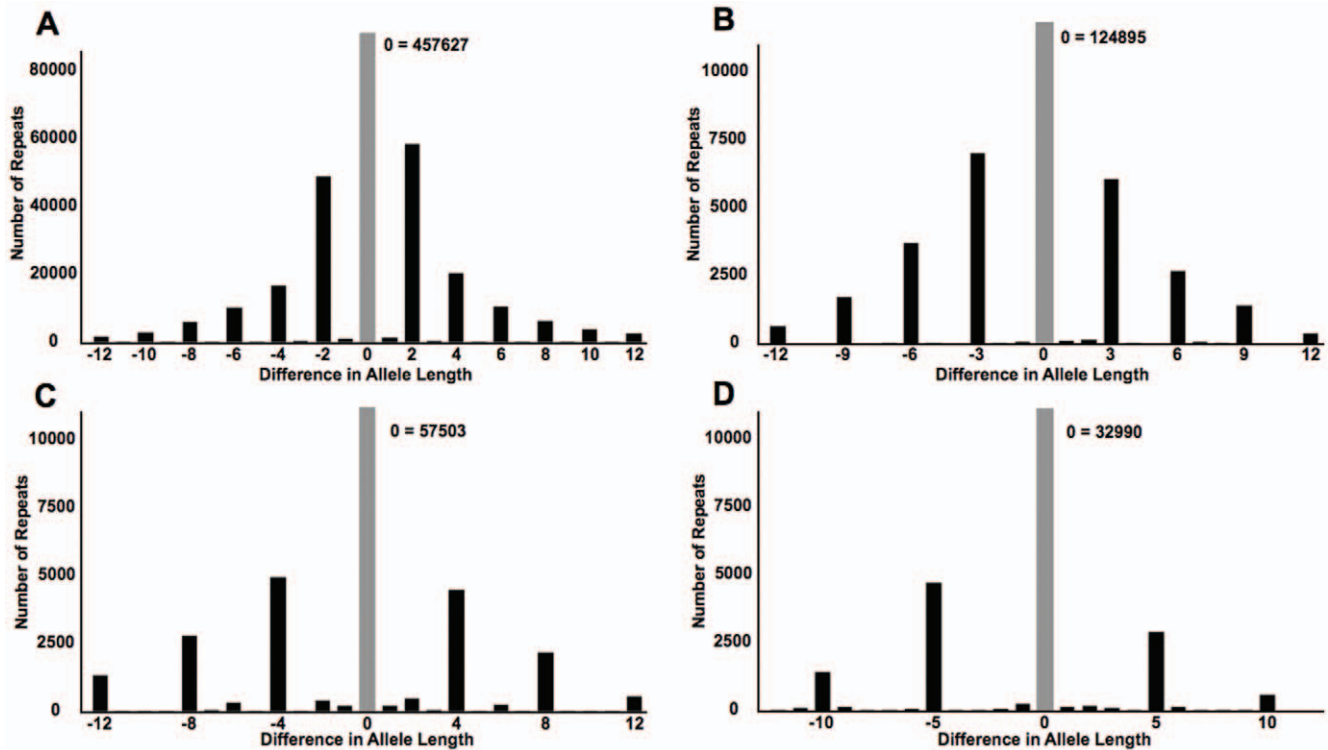 A
0 = 457627
80000
60000
40000
20000
0
Number of Repeats
-12 -10 -8 -6 -4 -2 0 2 4 6 8 10 12
Difference in Allele Length
B
0 = 124895
10000
7500
5000
2500
0
Number of Repeats
-12 -9 -6 -3 0 3 6 9 12
Difference in Allele Length
C
0 = 57503
10000
7500
5000
2500
0
Number of Repeats
-12 -8 -4 0 4 8 12
Difference in Allele Length
D
0 = 32990
10000
7500
5000
2500
0
Number of Repeats
-10 -5 0 5 10
Difference in Allele Length